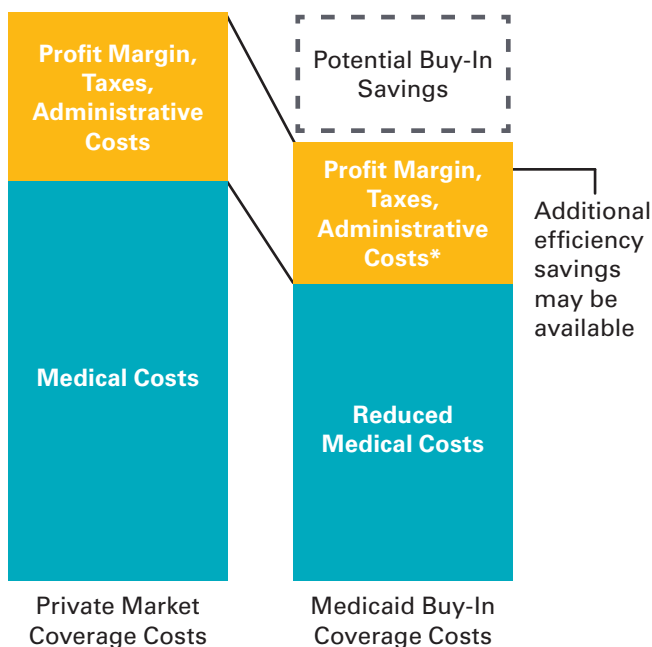 Profit Margin,
Taxes,
Administrative
Costs
Medical Costs
Private Market
Coverage Costs
Potential Buy-In
Savings
Profit Margin,
Taxes,
Administrative
Costs*
Reduced
Medical Costs
Medicaid Buy-In
Coverage Costs
Additional
efficiency
savings
may be
available